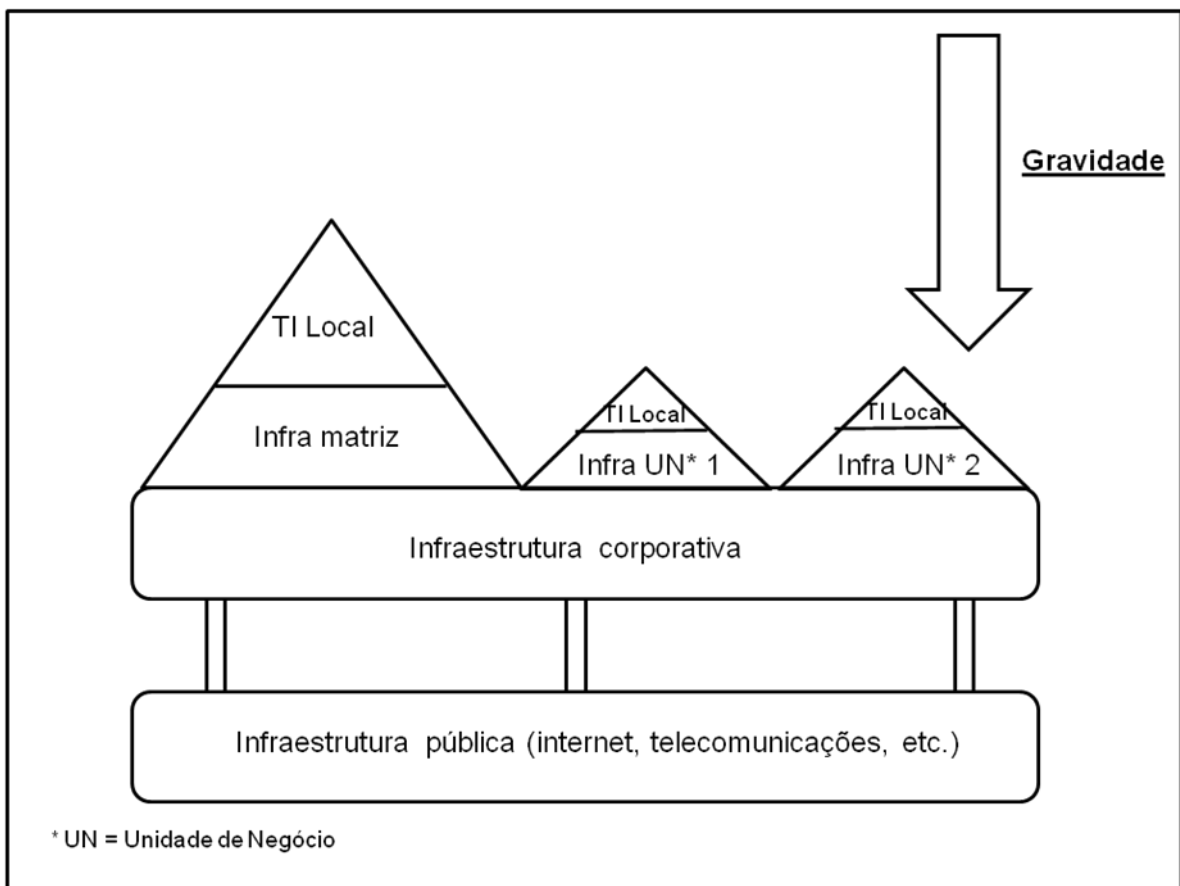 Gravidade
TI Local
Infra matriz
TI Local
Infra UN* 1
TI Local
Infra UN* 2
Infraestrutura corporativa
Infraestrutura pública (internet, telecomunicações, etc.)
* UN = Unidade de Negócio